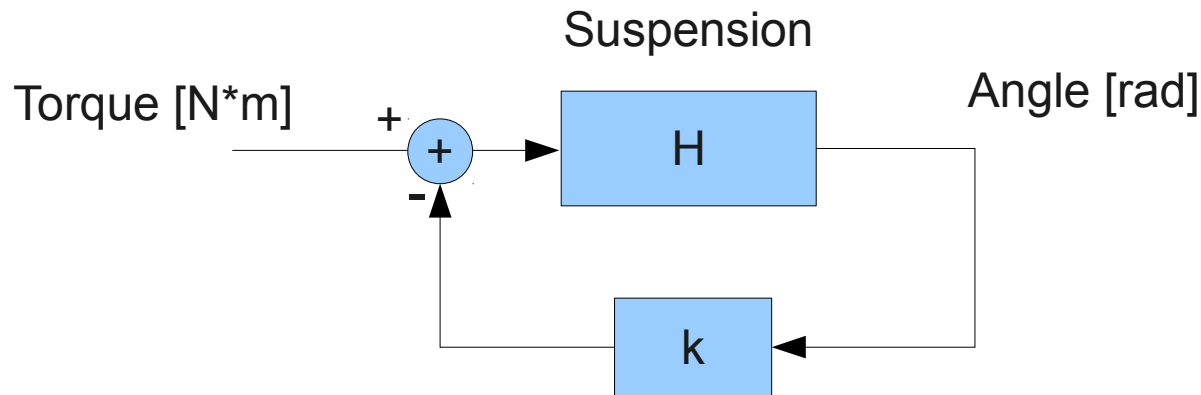 Suspension
Torque [N*m]
Angle [rad]
+
+
H
-
k